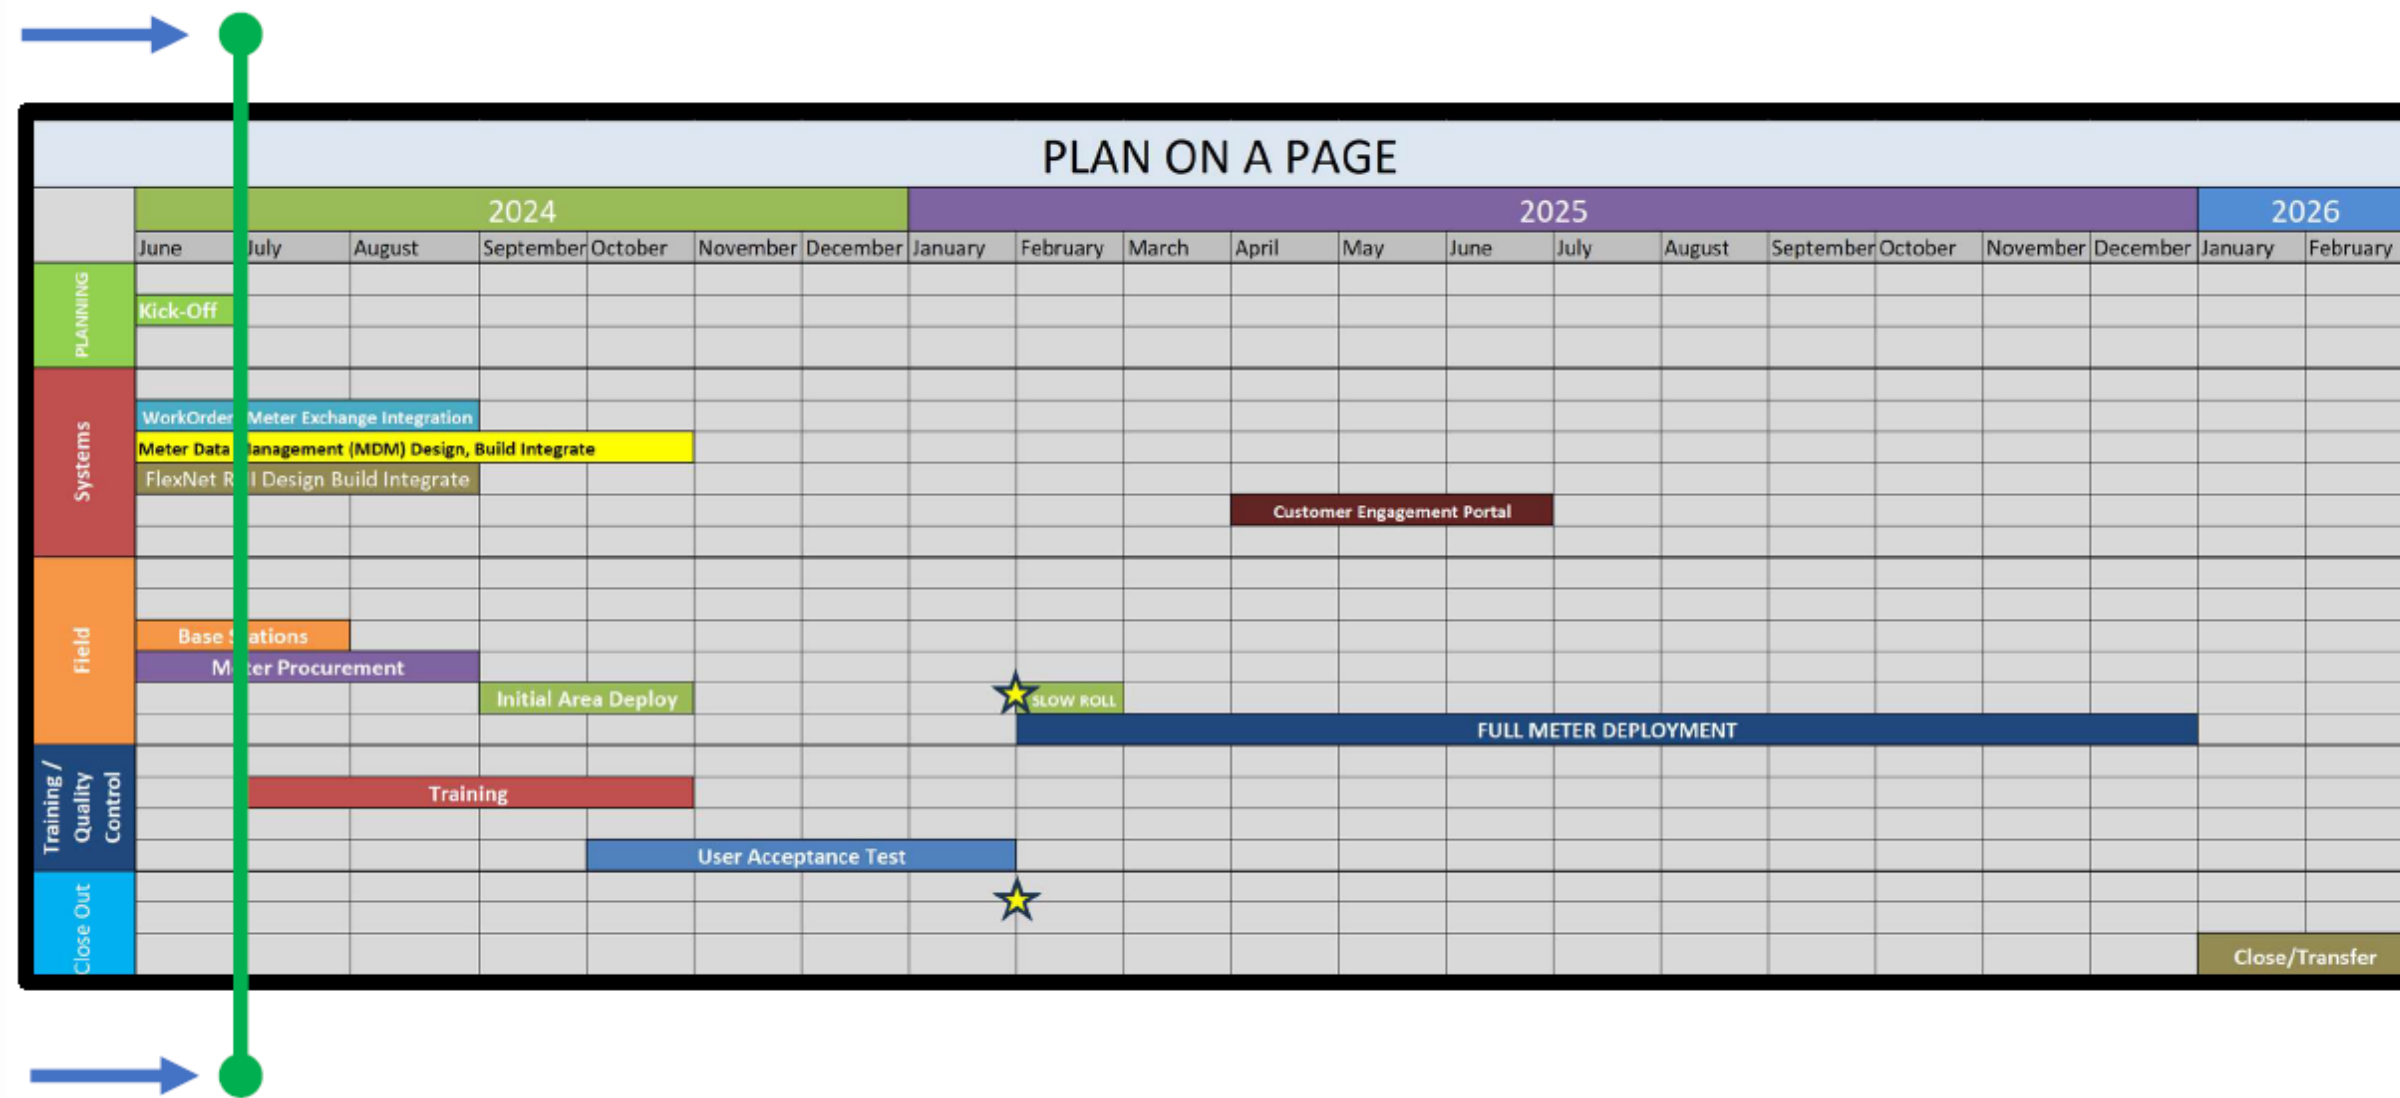 PLAN ON A PAGE
2024 2025 2026
June July August September October November December January February March April May June July August September October November December January February
PLANNING
Kick-Off
Systems
WorkOrder Meter Exchange Integration
Meter Data Management (MDM) Design, Build Integrate
FlexNet Design Build Integrate
Customer Engagement Portal
Field
Base Stations
Meter Procurement
Initial Area Deploy
SLOW ROLL
FULL METER DEPLOYMENT
Training /
Quality
Control
Training
User Acceptance Test
Close Out
Close/Transfer